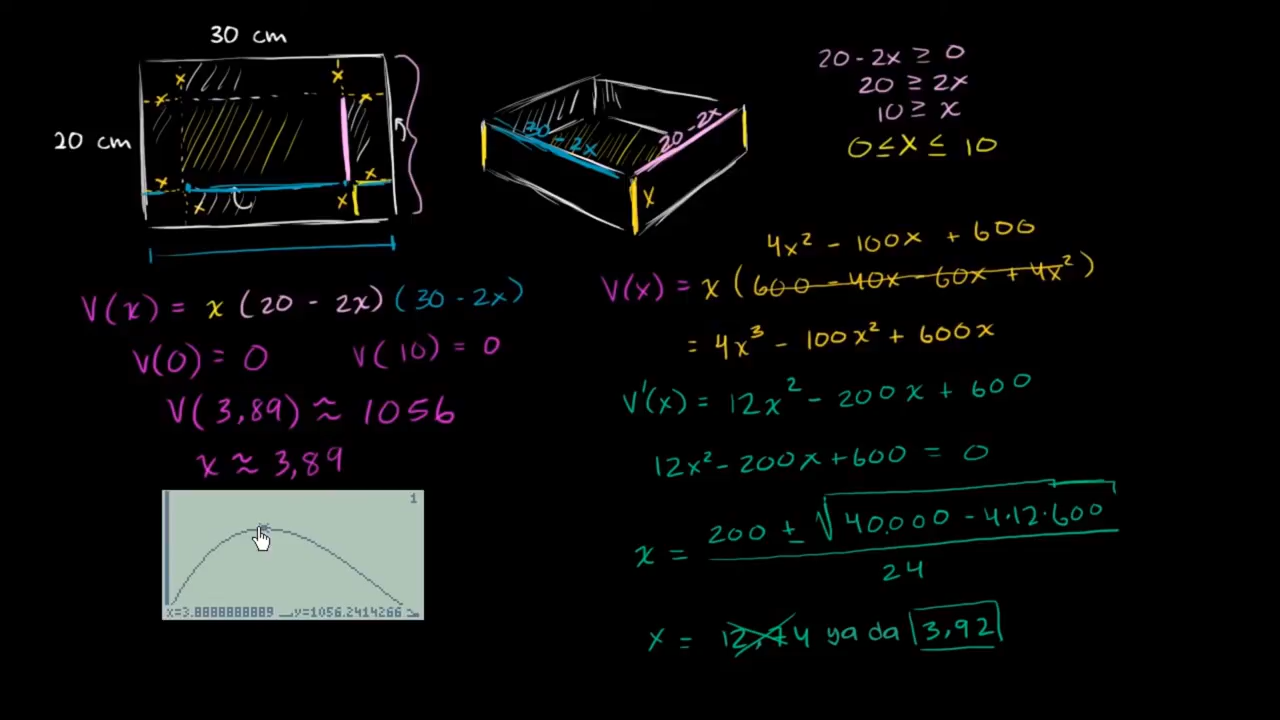 30 cm
20 cm
x
x
x
x
x
x
x
x
30 - 2x
20 - 2x
x
20 - 2x ≥ 0
20 ≥ 2x
10 ≥ x
0 ≤ x ≤ 10
V(x) = x (20 - 2x) (30 - 2x)
V(0) = 0 V(10) = 0
V(3,89) ≈ 1056
x ≈ 3,89
1
x=3.8888888889 y=1056.2414266
4x² - 100x + 600
V(x) = x (600 - 40x - 60x + 4x²)
= 4x³ - 100x² + 600x
V'(x) = 12x² - 200x + 600
12x² - 200x + 600 = 0
x = 200 ± √40.000 - 4·12·600
24
x = 12,74 ya da 3,92